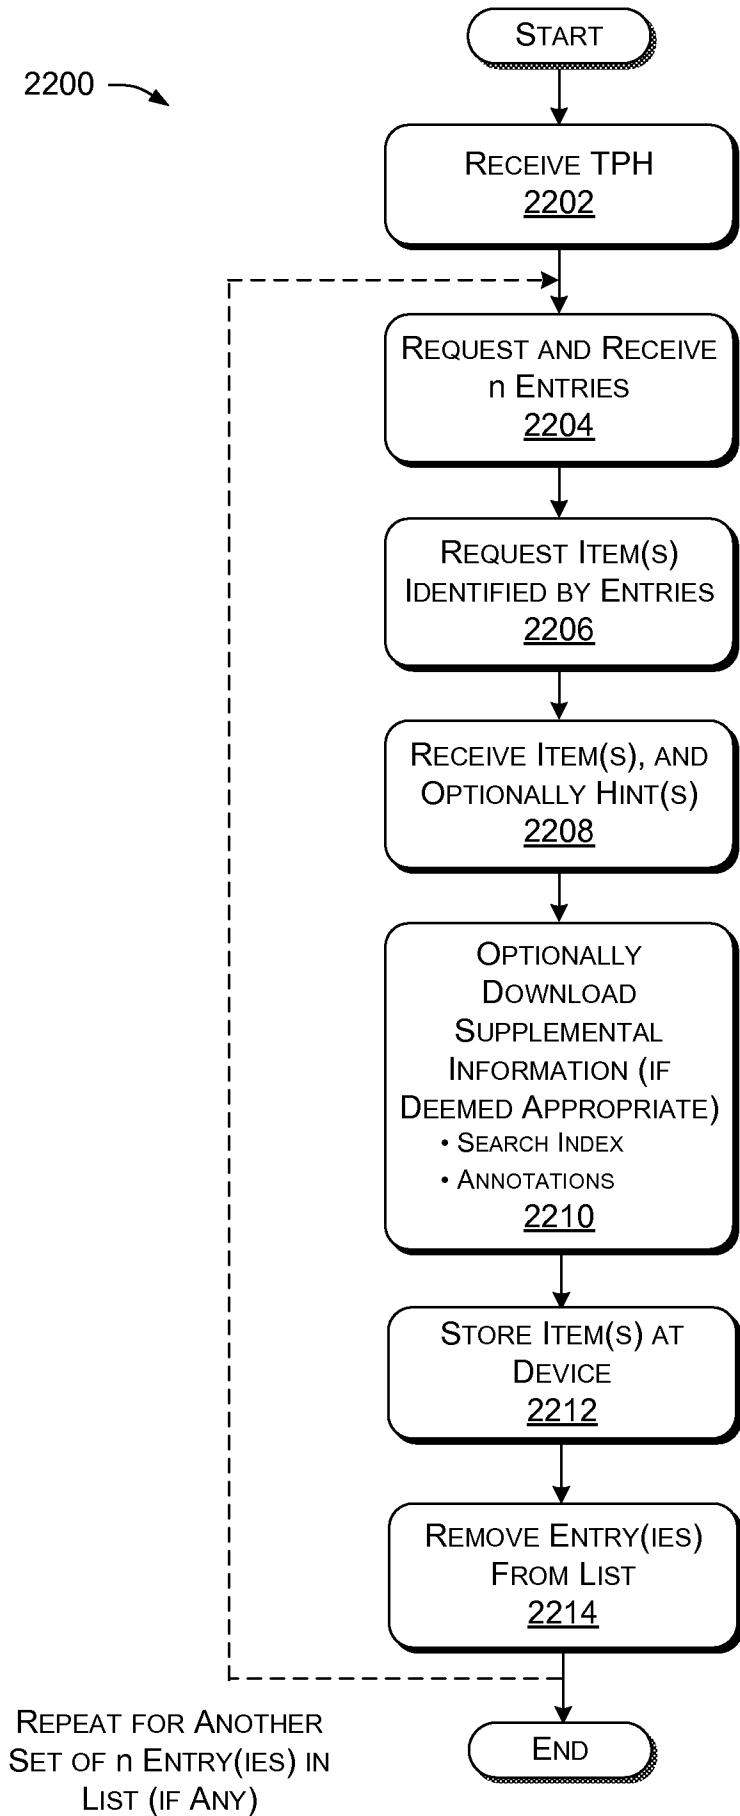 START
2200
RECEIVE TPH
2202
REQUEST AND RECEIVE
n ENTRIES
2204
REQUEST ITEM(S)
IDENTIFIED BY ENTRIES
2206
RECEIVE ITEM(S), AND
OPTIONALLY HINT(S)
2208
OPTIONALLY
DOWNLOAD
SUPPLEMENTAL
INFORMATION (IF
DEEMED APPROPRIATE)
• SEARCH INDEX
• ANNOTATIONS
2210
STORE ITEM(S) AT
DEVICE
2212
REMOVE ENTRY(IES)
FROM LIST
2214
REPEAT FOR ANOTHER
SET OF n ENTRY(IES) IN
LIST (IF ANY)
END